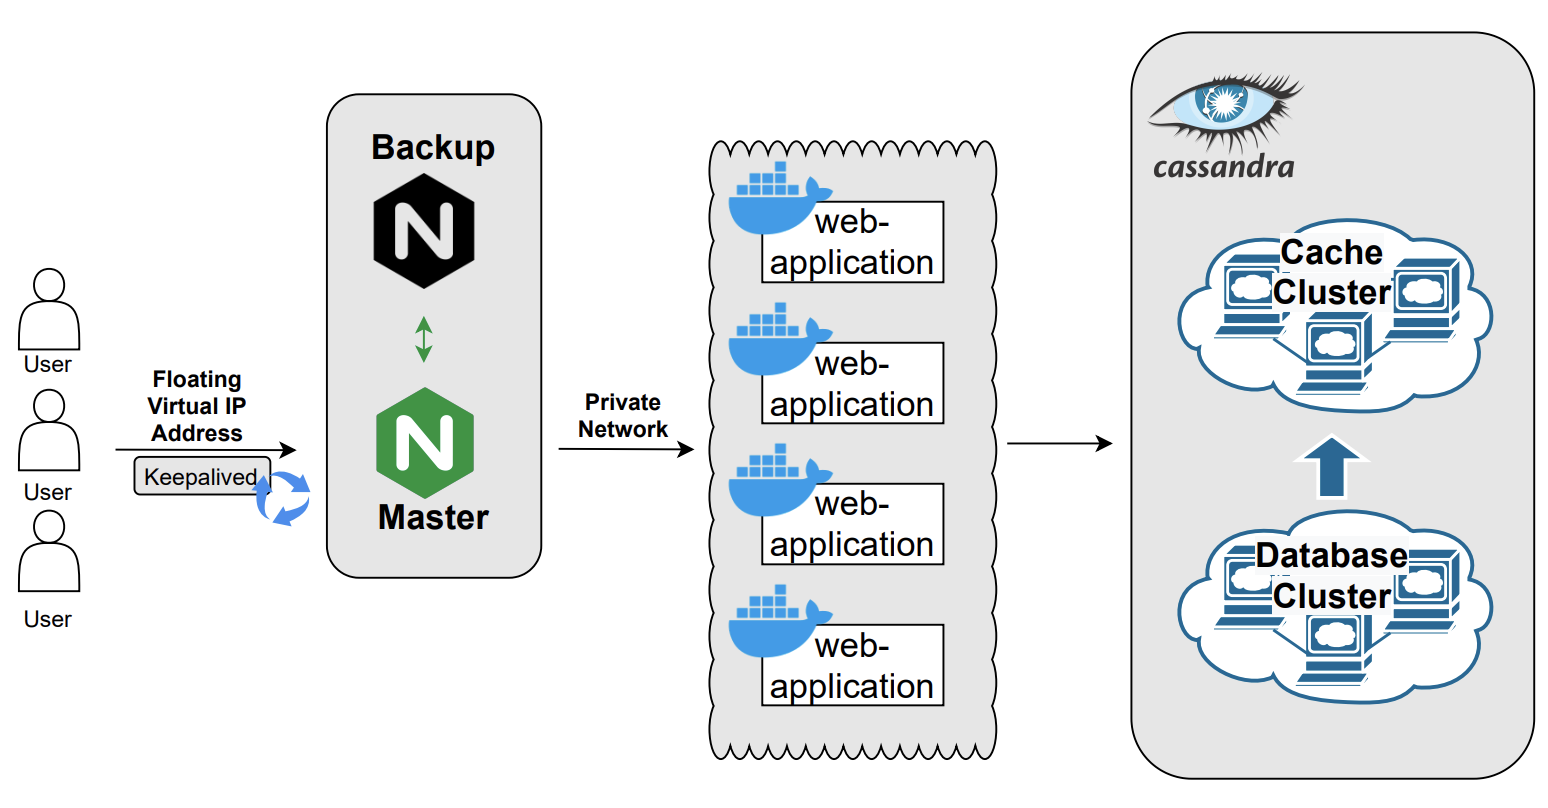 User
User
User
Floating
Virtual IP
Address
Keepalived
Backup
Master
Private
Network
web-
application
web-
application
web-
application
web-
application
cassandra
Cache
Cluster
Database
Cluster